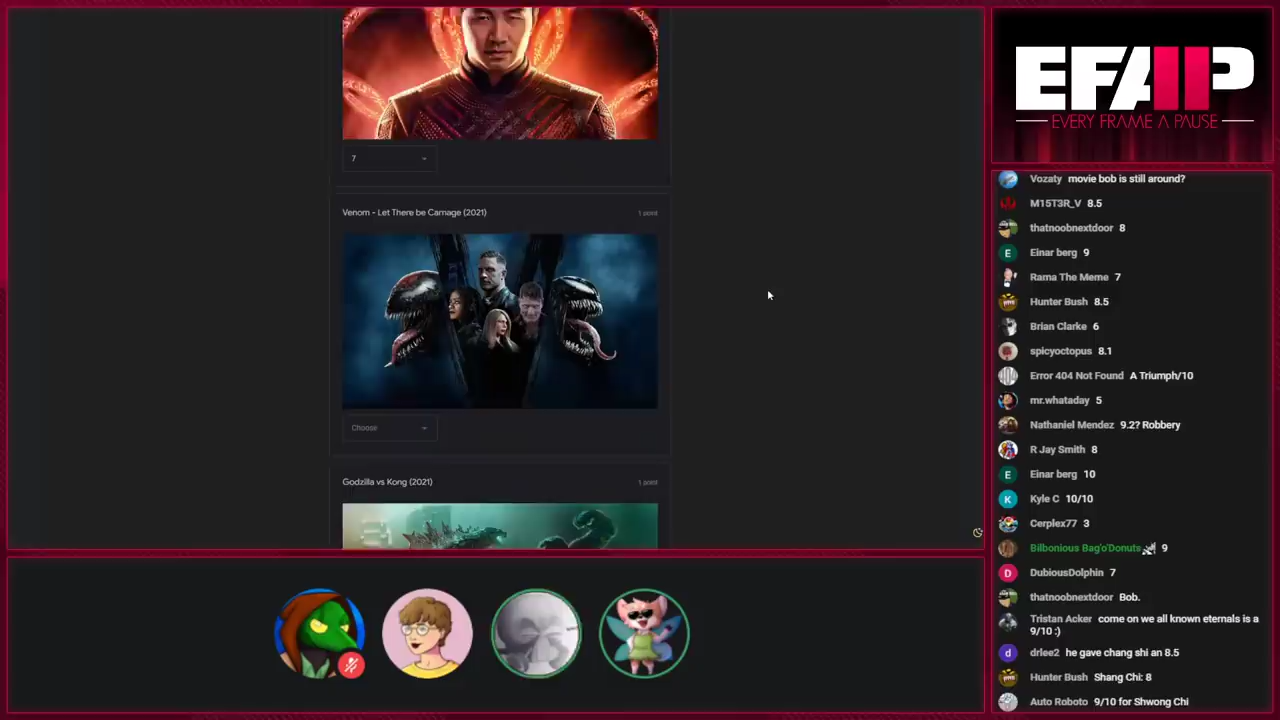 7
Venom - Let There be Carnage (2021)
1 point
Choose
Godzilla vs Kong (2021)
1 point
EFAP
EVERY FRAME A PAUSE
Vozaty movie bob is still around?
M15T3R_V 8.5
thatnoobnextdoor 8
E Einar berg 9
Rama The Meme 7
Hunter Bush 8.5
Brian Clarke 6
spicyoctopus 8.1
Error 404 Not Found A Triumph/10
mr.whataday 5
Nathaniel Mendez 9.2? Robbery
R Jay Smith 8
E Einar berg 10
K Kyle C 10/10
Cerplex77 3
Bilbonious Bag'o'Donuts 9
D DubiousDolphin 7
thatnoobnextdoor Bob.
Tristan Acker come on we all known eternals is a
9/10 :)
d drlee2 he gave chang shi an 8.5
Hunter Bush Shang Chi: 8
Auto Roboto 9/10 for Shwong Chi